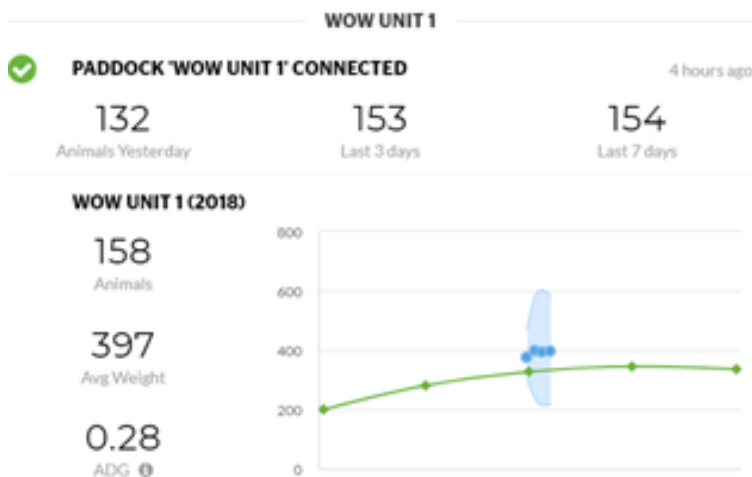 WOW UNIT 1
PADDOCK 'WOW UNIT 1' CONNECTED 4 hours ago
132 153 154
Animals Yesterday Last 3 days Last 7 days
WOW UNIT 1 (2018)
158
Animals
397
Avg Weight
0.28
ADG i
800
600
400
200
0